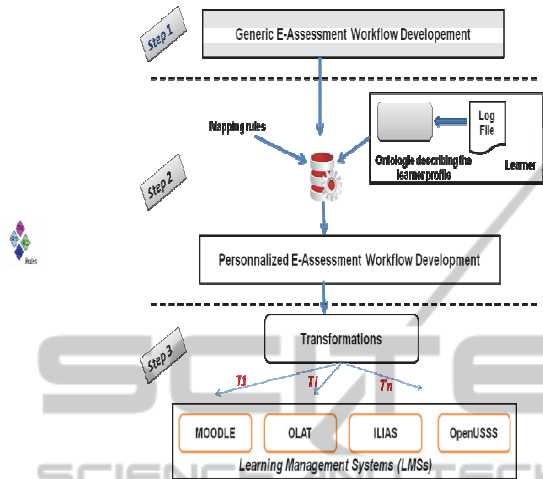 Step 1
Generic E-Assessment Workflow Developement
Mapping rules
Log
File
Ontologie describing the
learner profile
Learner
Step 2
Rules
Personnalized E-Assessment Workflow Development
Step 3
Transformations
T1
Ti
Tn
MOODLE
OLAT
ILIAS
OpenUSSS
Learning Management Systems (LMSs)